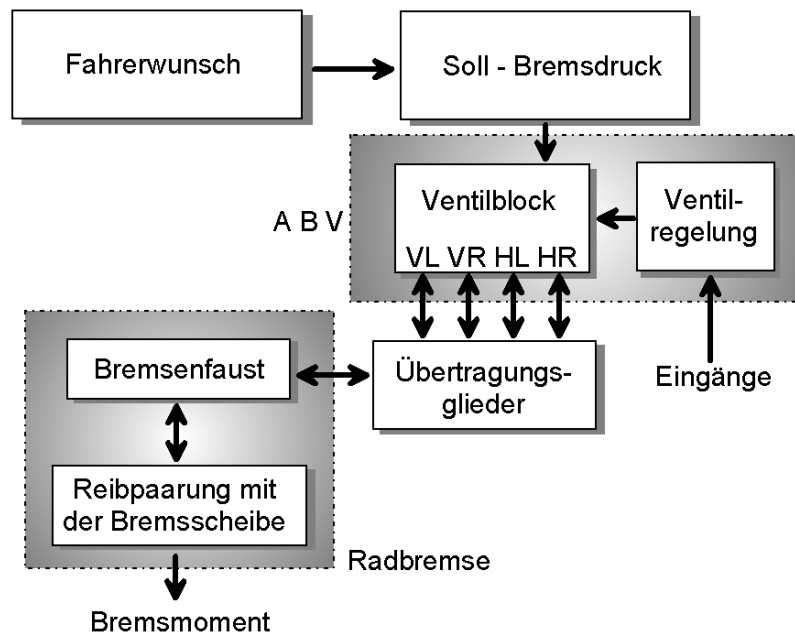 Fahrerwunsch
Soll - Bremsdruck
A B V
Ventilblock
VL VR HL HR
Ventil-
regelung
Eingänge
Übertragungs-
glieder
Bremsenfaust
Reibpaarung mit
der Bremsscheibe
Radbremse
Bremsmoment